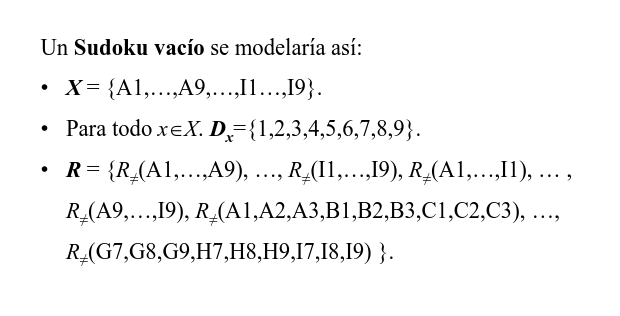 Un Sudoku vacío se modelaría así:
• X = {A1,…,A9,…,I1…,I9}.
• Para todo x∈X. Dx={1,2,3,4,5,6,7,8,9}.
• R = {R≠(A1,…,A9), …, R≠(I1,…,I9), R≠(A1,…,I1), … ,
R≠(A9,…,I9), R≠(A1,A2,A3,B1,B2,B3,C1,C2,C3), …,
R≠(G7,G8,G9,H7,H8,H9,I7,I8,I9) }.